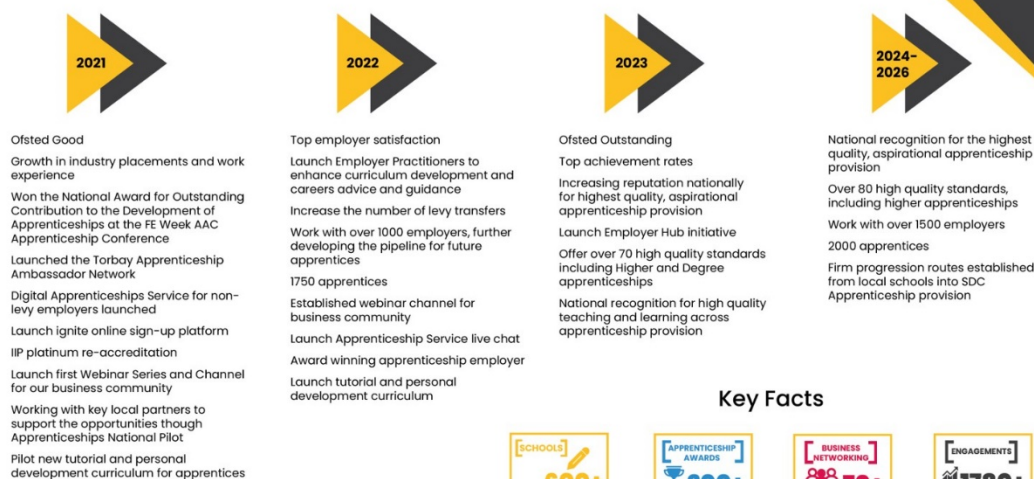 2021
Ofsted Good
Growth in industry placements and work
experience
Won the National Award for Outstanding
Contribution to the Development of
Apprenticeships at the FE Week AAC
Apprenticeship Conference
Launched the Torbay Apprenticeship
Ambassador Network
Digital Apprenticeships Service for non-
levy employers launched
Launch ignite online sign-up platform
IIP platinum re-accreditation
Launch first Webinar Series and Channel
for our business community
Working with key local partners to
support the opportunities though
Apprenticeships National Pilot
Pilot new tutorial and personal
development curriculum for apprentices
2022
Top employer satisfaction
Launch Employer Practitioners to
enhance curriculum development and
careers advice and guidance
Increase the number of levy transfers
Work with over 1000 employers, further
developing the pipeline for future
apprentices
1750 apprentices
Established webinar channel for
business community
Launch Apprenticeship Service live chat
Award winning apprenticeship employer
Launch tutorial and personal
development curriculum
2023
Ofsted Outstanding
Top achievement rates
Increasing reputation nationally
for highest quality, aspirational
apprenticeship provision
Launch Employer Hub initiative
Offer over 70 high quality standards
including Higher and Degree
apprenticeships
National recognition for high quality
teaching and learning across
apprenticeship provision
2024-
2026
National recognition for the highest
quality, aspirational apprenticeship
provision
Over 80 high quality standards,
including higher apprenticeships
Work with over 1500 employers
2000 apprentices
Firm progression routes established
from local schools into SDC
Apprenticeship provision
Key Facts
SCHOOLS
APPRENTICESHIP
AWARDS
BUSINESS
NETWORKING
ENGAGEMENTS